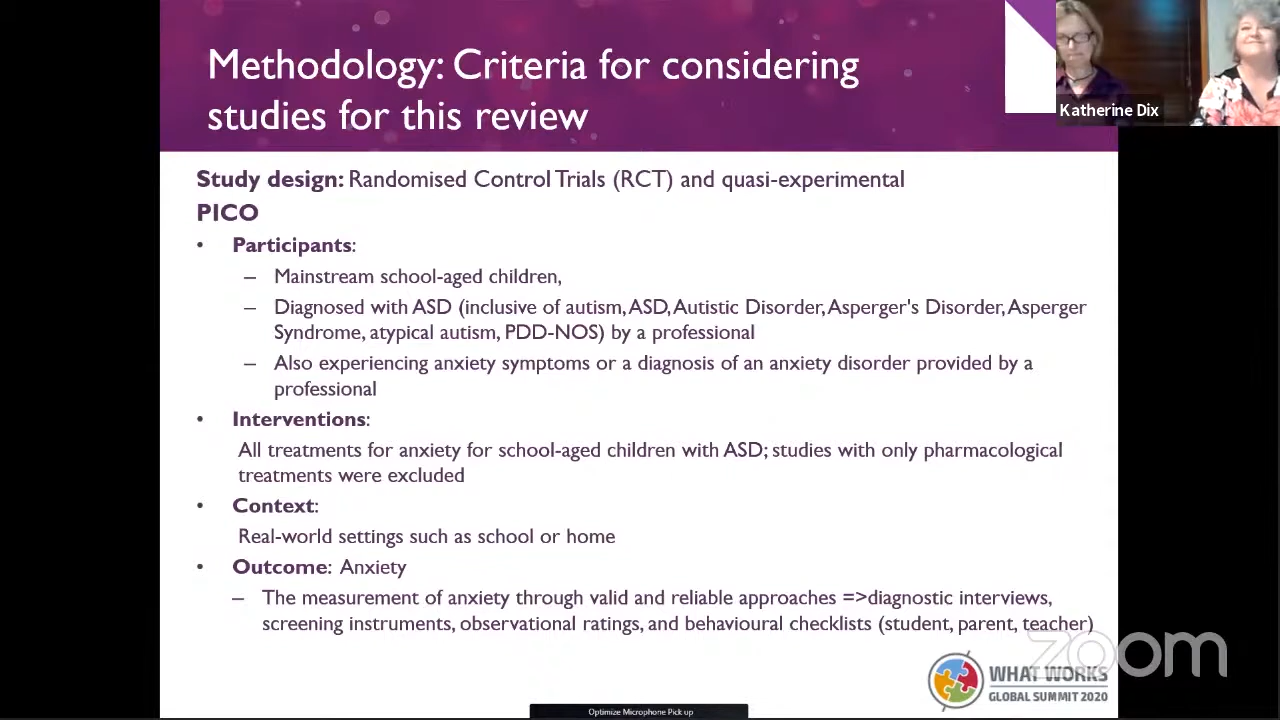 Methodology: Criteria for considering
studies for this review
Katherine Dix
Study design: Randomised Control Trials (RCT) and quasi-experimental
PICO
• Participants:
– Mainstream school-aged children,
– Diagnosed with ASD (inclusive of autism, ASD, Autistic Disorder, Asperger's Disorder, Asperger
Syndrome, atypical autism, PDD-NOS) by a professional
– Also experiencing anxiety symptoms or a diagnosis of an anxiety disorder provided by a
professional
• Interventions:
All treatments for anxiety for school-aged children with ASD; studies with only pharmacological
treatments were excluded
• Context:
Real-world settings such as school or home
• Outcome: Anxiety
– The measurement of anxiety through valid and reliable approaches =>diagnostic interviews,
screening instruments, observational ratings, and behavioural checklists (student, parent, teacher)
zoom
WHAT WORKS
GLOBAL SUMMIT 2020
Optimize Microphone Pick up